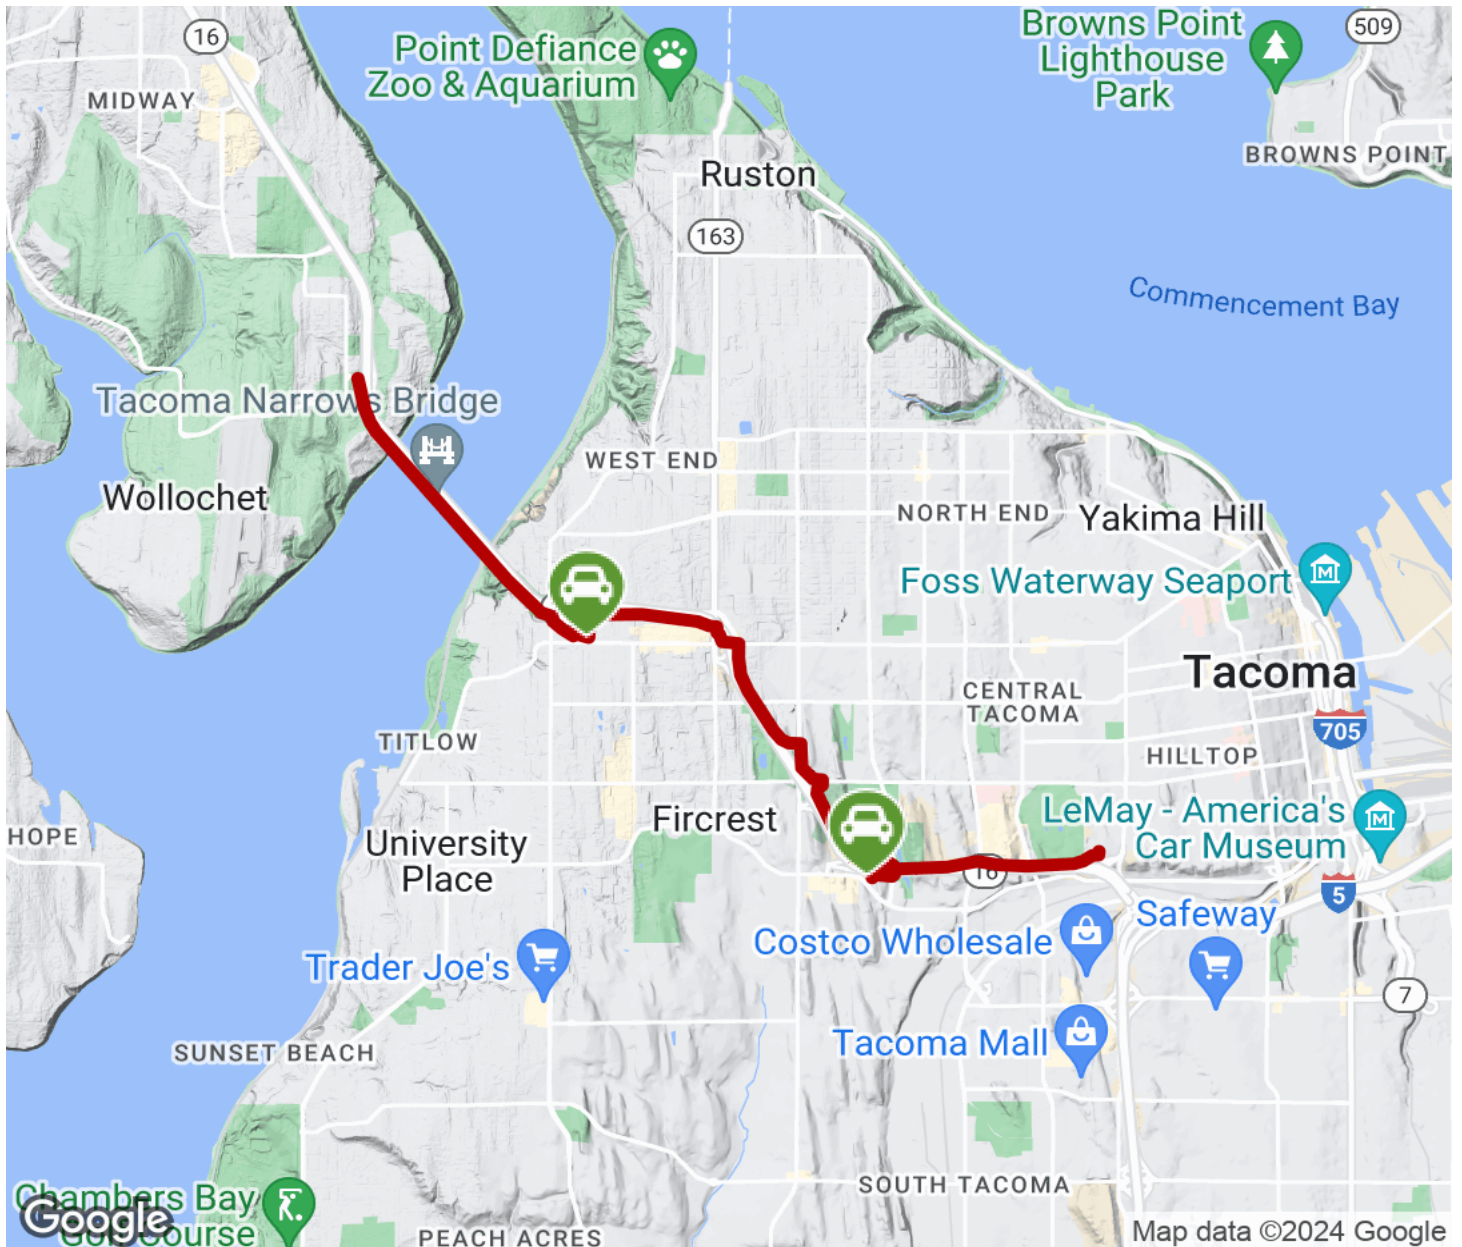 16
Point Defiance
Zoo & Aquarium
Browns Point
Lighthouse
Park
509
MIDWAY
BROWNS POINT
Ruston
163
Commencement Bay
Tacoma Narrows Bridge
WEST END
Wollochet
NORTH END
Yakima Hill
Foss Waterway Seaport
M
Tacoma
CENTRAL
TACOMA
705
TITLOW
HILLTOP
HOPE
Fircrest
LeMay - America's
Car Museum
M
University
Place
16
5
Safeway
Costco Wholesale
Trader Joe's
7
Tacoma Mall
SUNSET BEACH
SOUTH TACOMA
Chambers Bay
Golf Course
Google
PEACH ACRES
Map data ©2024 Google